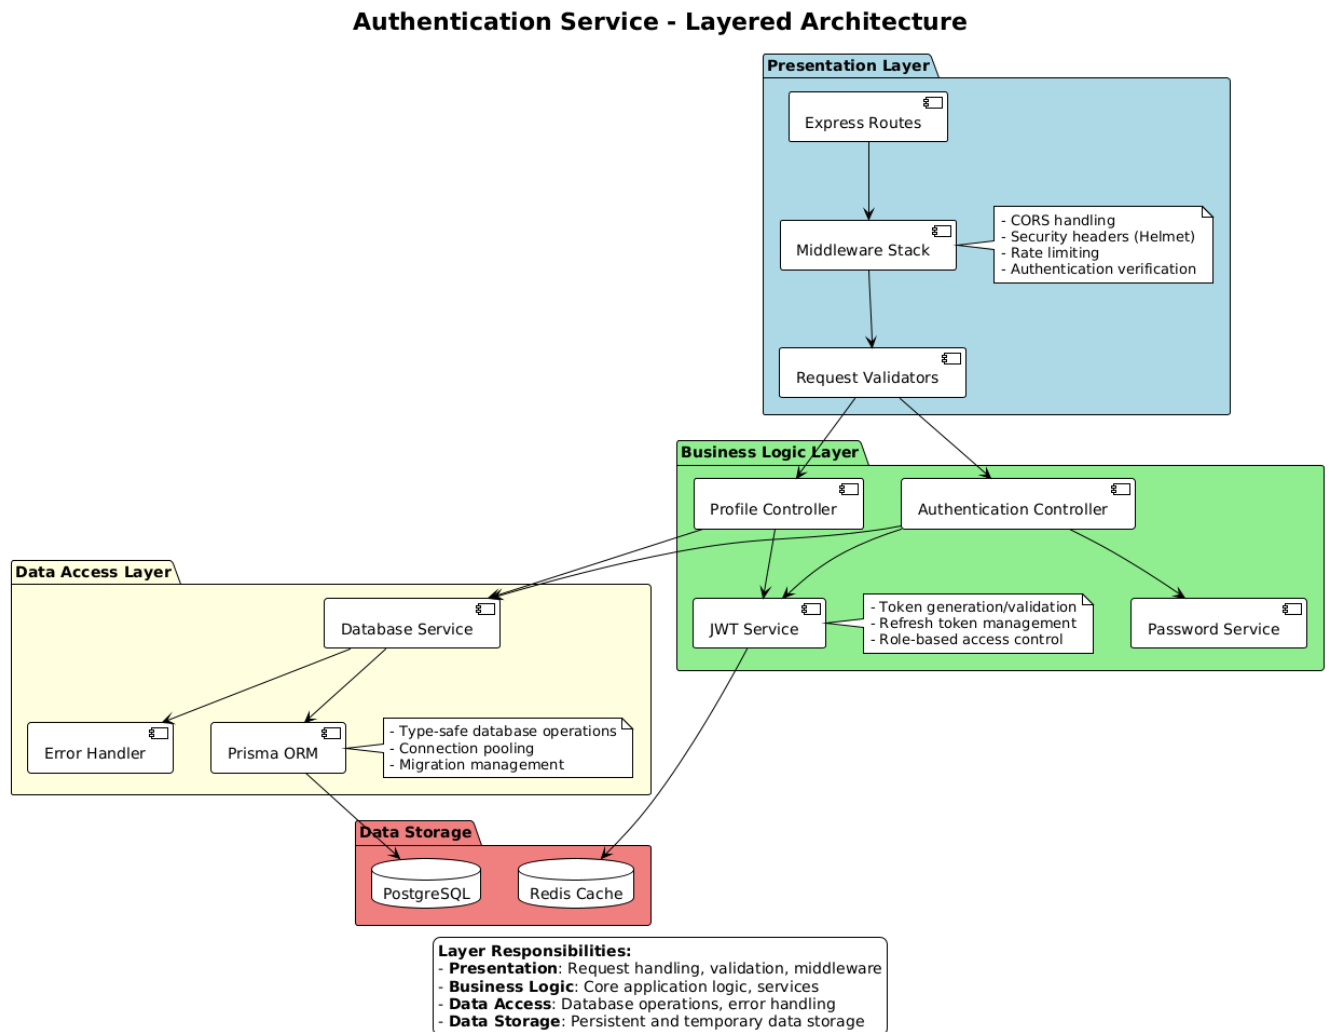 Authentication Service - Layered Architecture
Presentation Layer
Express Routes
Middleware Stack
- CORS handling
- Security headers (Helmet)
- Rate limiting
- Authentication verification
Request Validators
Business Logic Layer
Profile Controller
Authentication Controller
JWT Service
- Token generation/validation
- Refresh token management
- Role-based access control
Password Service
Data Access Layer
Database Service
Error Handler
Prisma ORM
- Type-safe database operations
- Connection pooling
- Migration management
Data Storage
PostgreSQL
Redis Cache
Layer Responsibilities:
- Presentation: Request handling, validation, middleware
- Business Logic: Core application logic, services
- Data Access: Database operations, error handling
- Data Storage: Persistent and temporary data storage